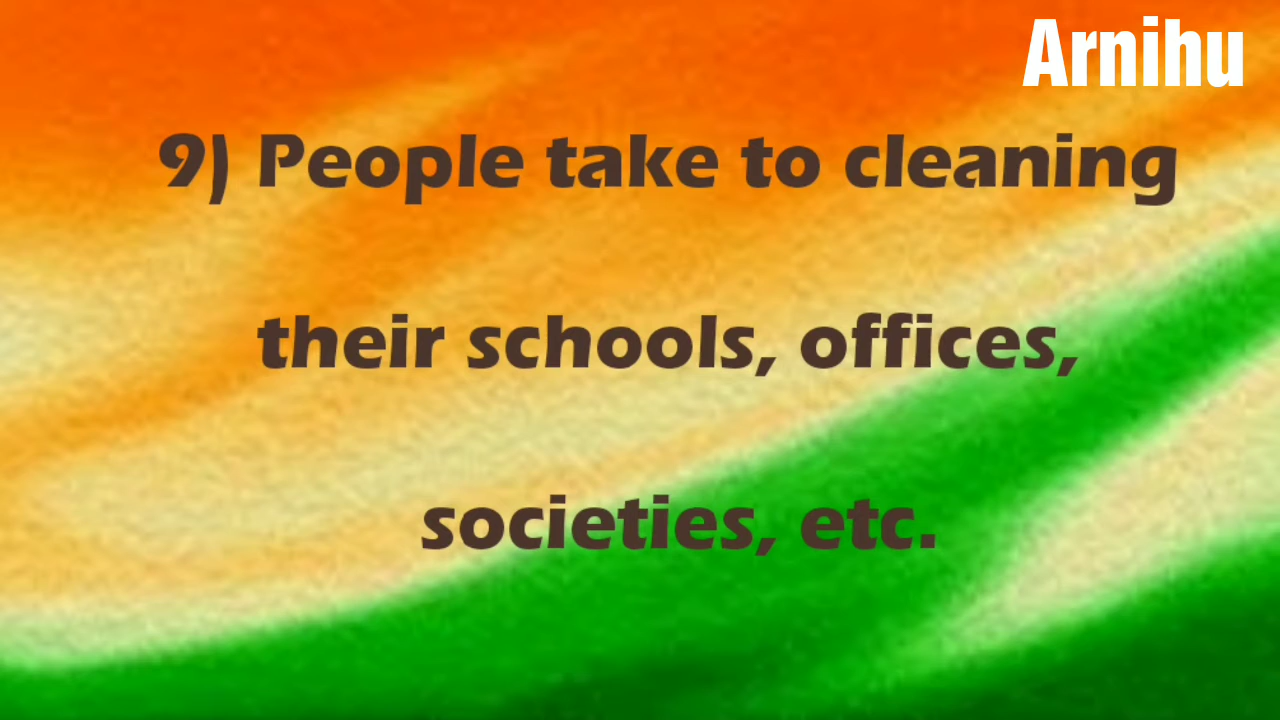 Arnihu
9) People take to cleaning
their schools, offices,
societies, etc.